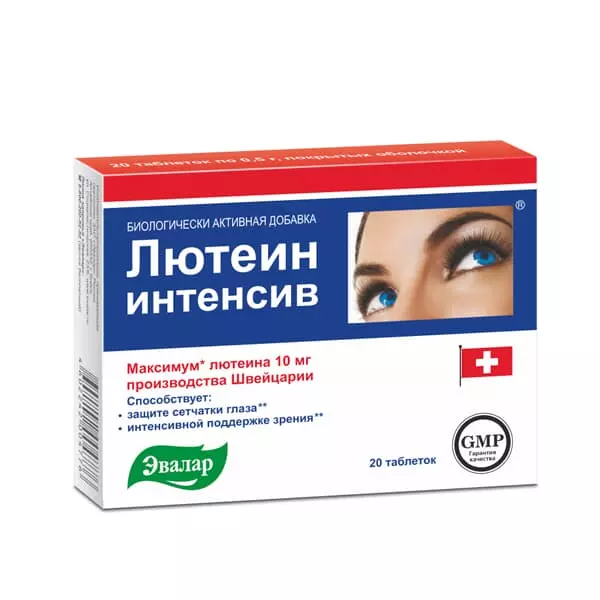 20 таблеток по 0,5 г, покрытых оболочкой
БИОЛОГИЧЕСКИ АКТИВНАЯ ДОБАВКА
®
Лютеин
интенсив
Максимум* лютеина 10 мг
производства Швейцарии
Способствует:
• защите сетчатки глаза**
• интенсивной поддержке зрения**
Эвалар
20 таблеток
GMP
Гарантия
качества